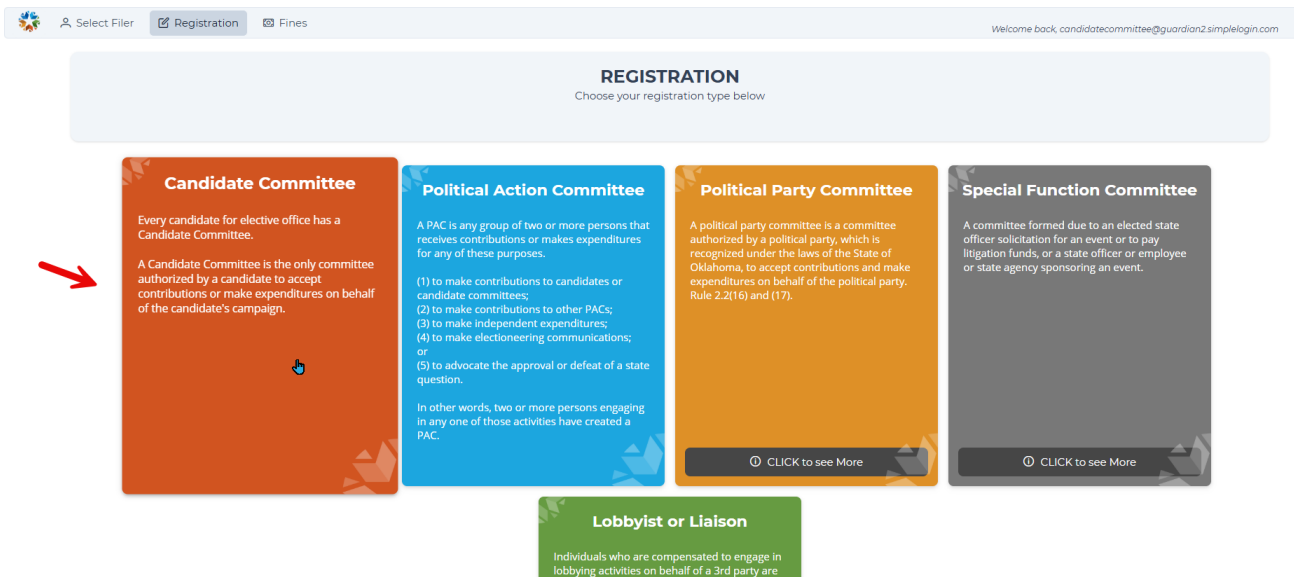 Select Filer
Registration
Fines
Welcome back, candidatecommittee@guardian2.simplelogin.com
REGISTRATION
Choose your registration type below
Candidate Committee
Every candidate for elective office has a
Candidate Committee.
A Candidate Committee is the only committee
authorized by a candidate to accept
contributions or make expenditures on behalf
of the candidate's campaign.
Political Action Committee
A PAC is any group of two or more persons that
receives contributions or makes expenditures
for any of these purposes.
(1) to make contributions to candidates or
candidate committees;
(2) to make contributions to other PACs;
(3) to make independent expenditures;
(4) to make electioneering communications;
or
(5) to advocate the approval or defeat of a state
question.
In other words, two or more persons engaging
in any one of those activities have created a
PAC.
Political Party Committee
A political party committee is a committee
authorized by a political party, which is
recognized under the laws of the State of
Oklahoma, to accept contributions and make
expenditures on behalf of the political party.
Rule 2.2(16) and (17).
CLICK to see More
Special Function Committee
A committee formed due to an elected state
officer solicitation for an event or to pay
litigation funds, or a state officer or employee
or state agency sponsoring an event.
CLICK to see More
Lobbyist or Liaison
Individuals who are compensated to engage in
lobbying activities on behalf of a 3rd party are